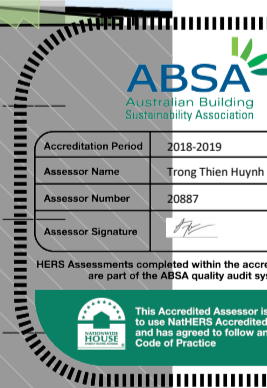 ABSA
Australian Building
Sustainability Association
Accreditation Period 2018-2019
Assessor Name Trong Thien Huynh
Assessor Number 20887
Assessor Signature
HERS Assessments completed within the accre
are part of the ABSA quality audit sy
This Accredited Assessor is
to use NatHERS Accredited
and has agreed to follow
Code of Practice
NATIONWIDE
HOUSE